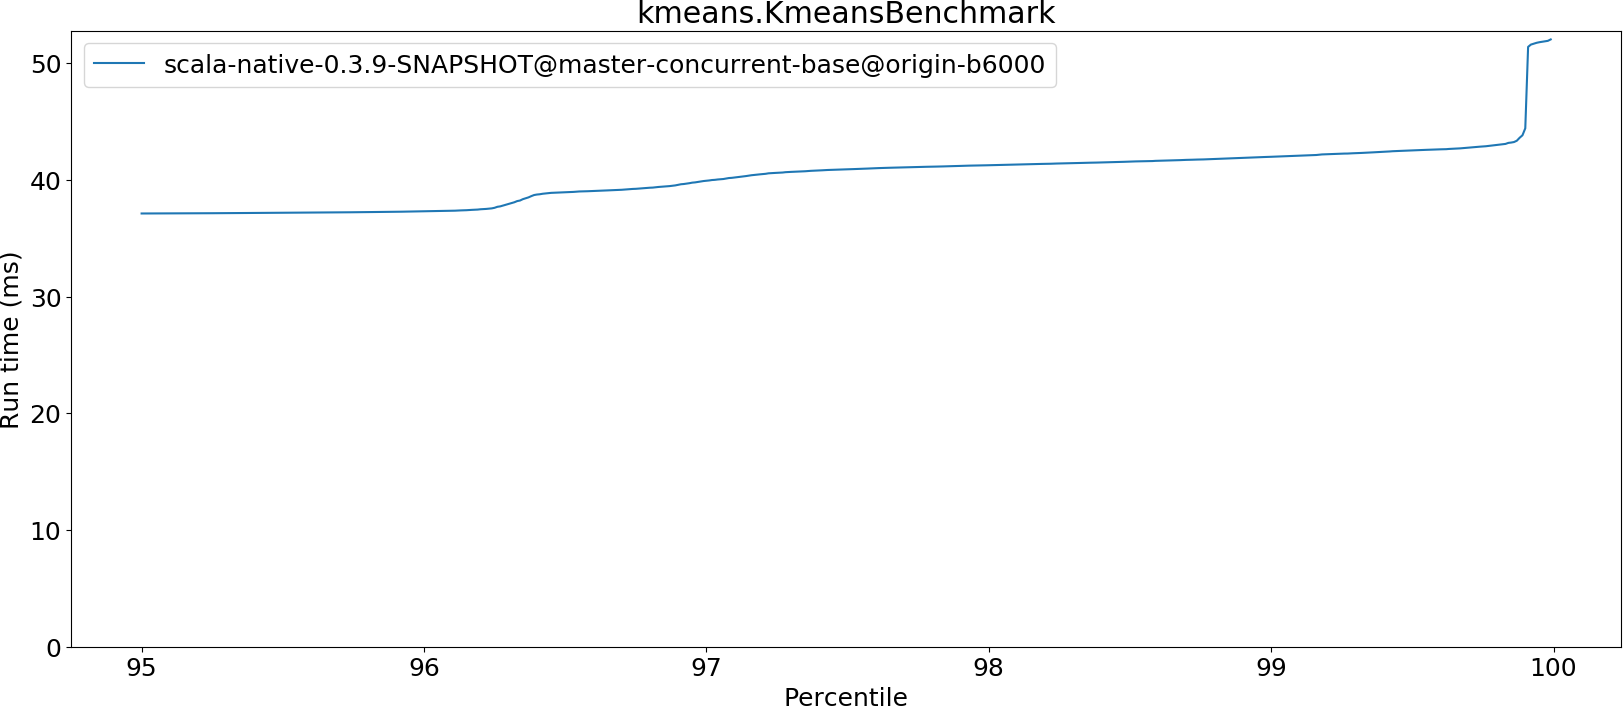 kmeans.KmeansBenchmark
scala-native-0.3.9-SNAPSHOT@master-concurrent-base@origin-b6000
50
40
30
20
10
0
Run time (ms)
95 96 97 98 99 100
Percentile